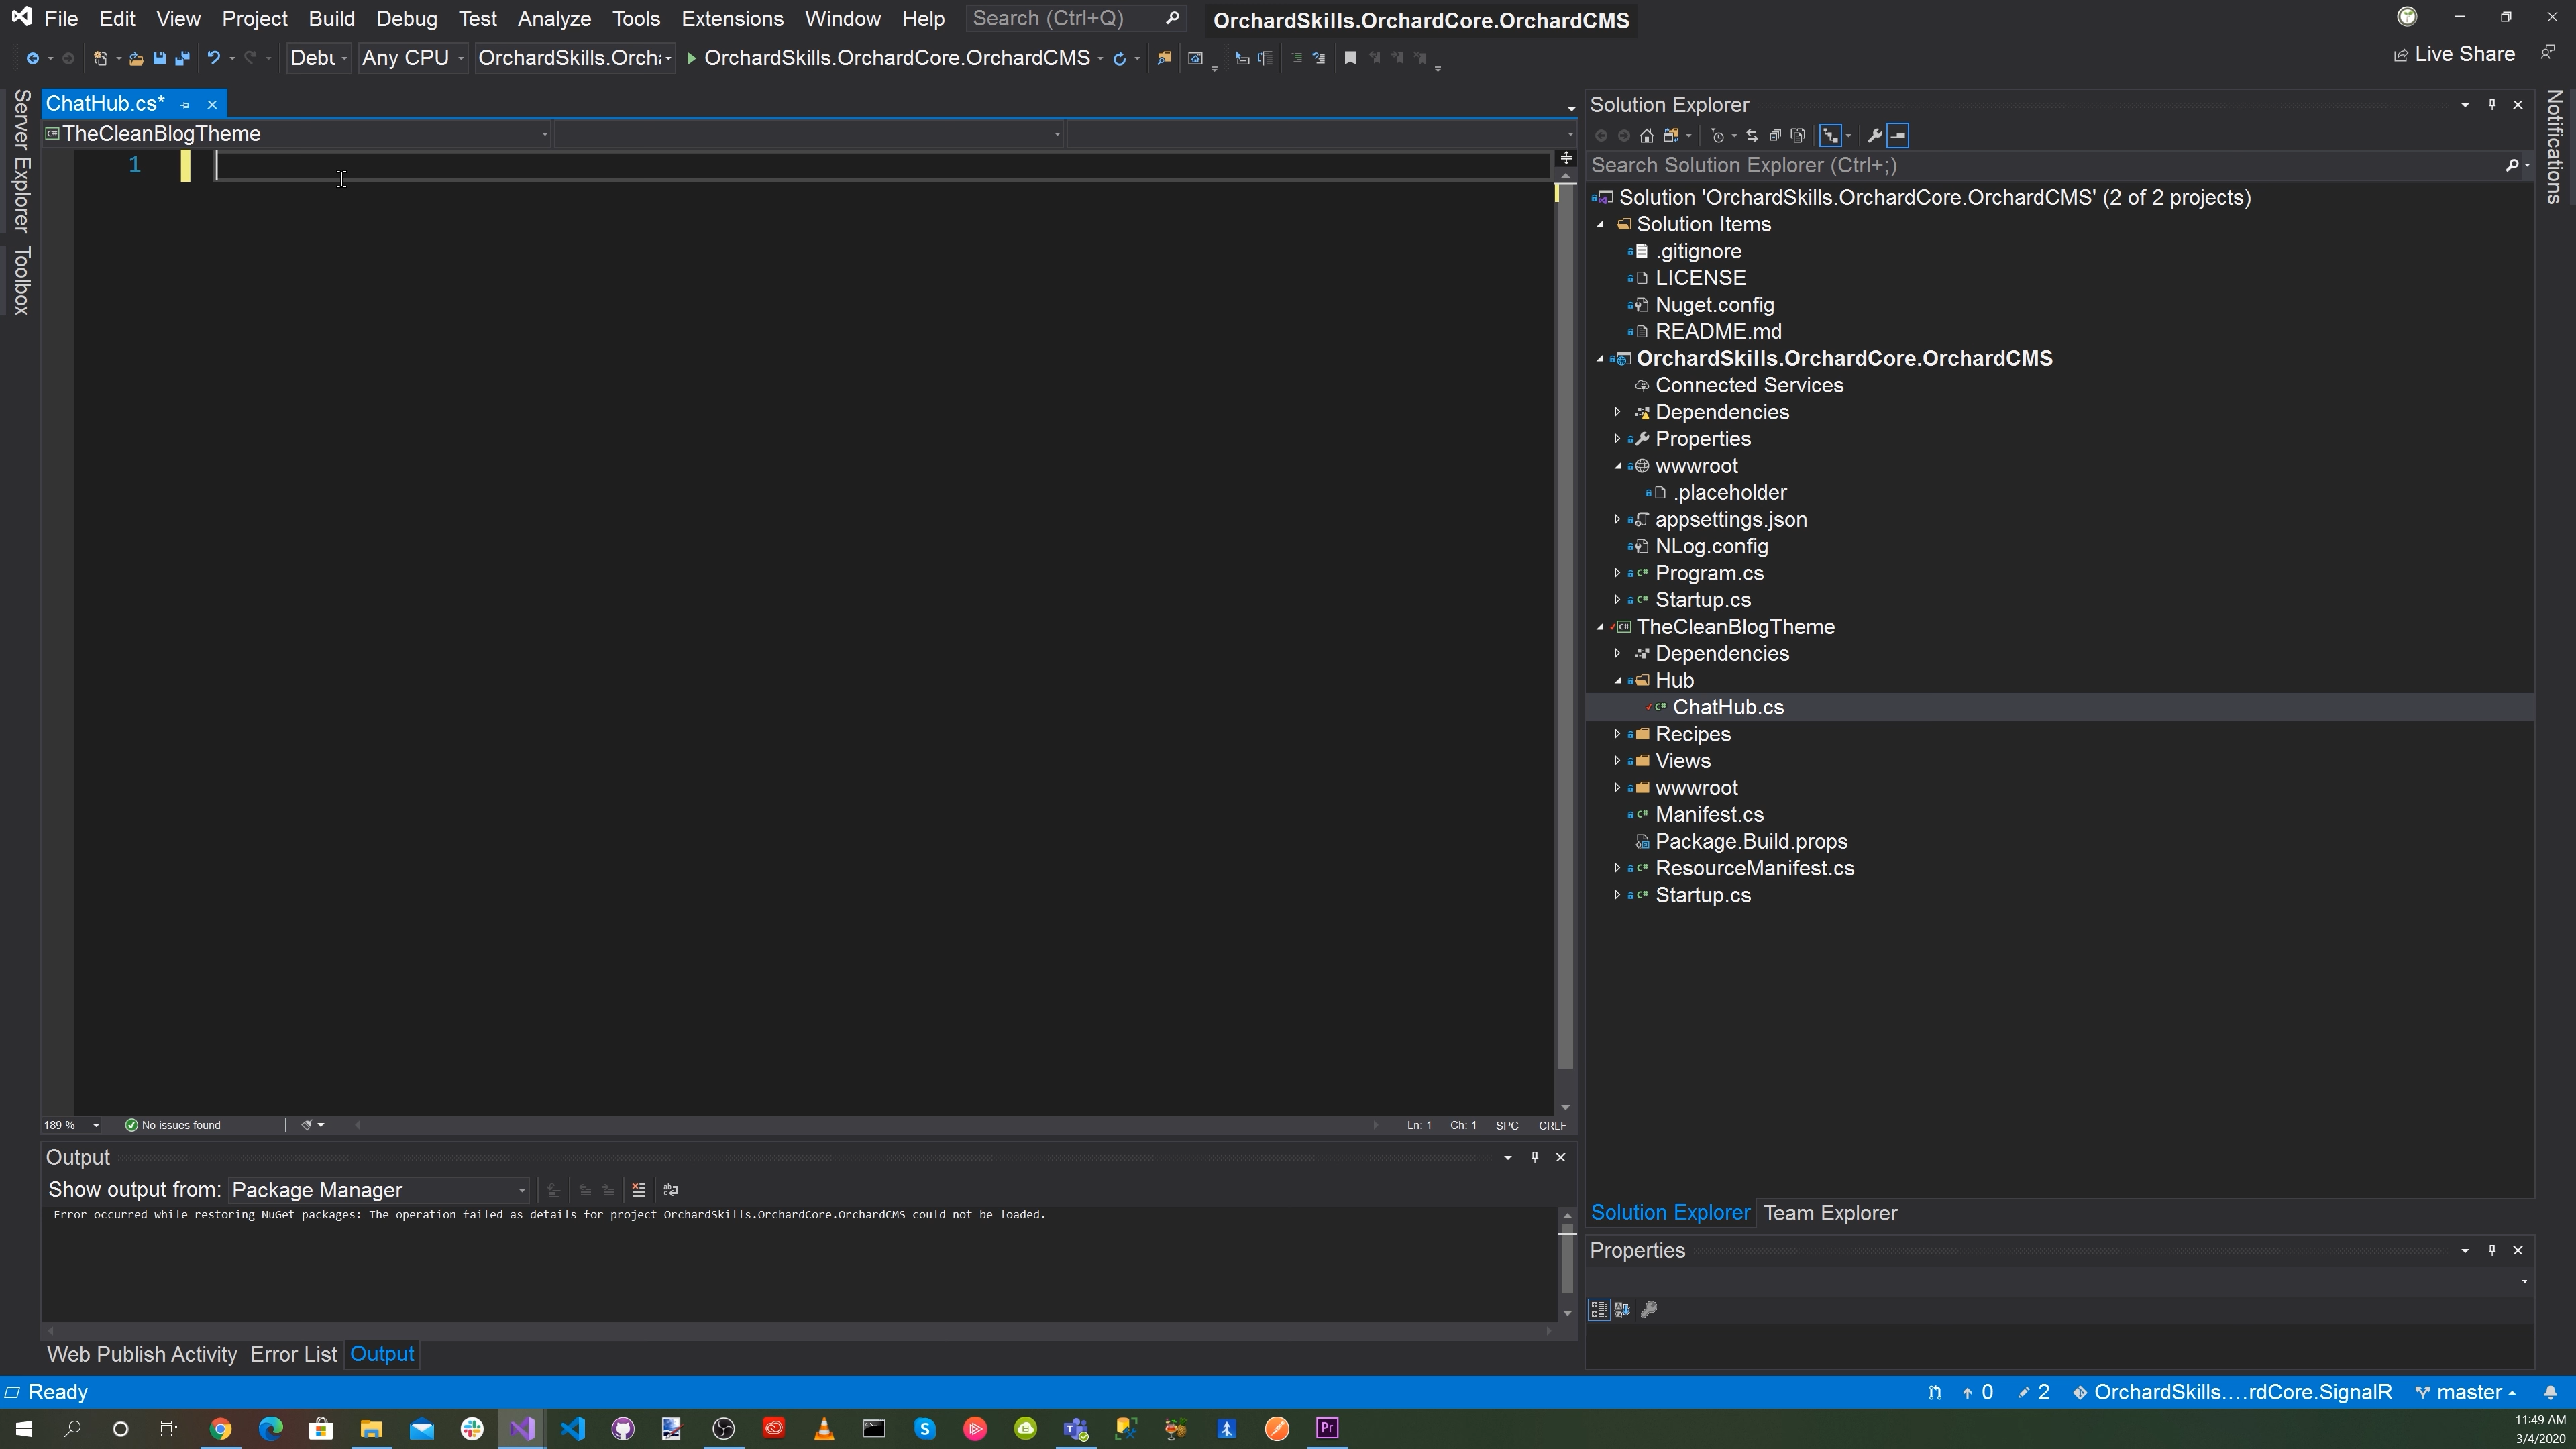 File Edit View Project Build Debug Test Analyze Tools Extensions Window Help Search (Ctrl+Q) OrchardSkills.OrchardCore.OrchardCMS
Any CPU OrchardSkills.Orch OrchardSkills.OrchardCore.OrchardCMS Live Share
Server Explorer
Toolbox
ChatHub.cs*
TheCleanBlogTheme
1
189 % No issues found Ln: 1 Ch: 1 SPC CRLF
Output
Show output from: Package Manager
Error occurred while restoring NuGet packages: The operation failed as details for project OrchardSkills.OrchardCore.OrchardCMS could not be loaded.
Web Publish Activity Error List Output
Solution Explorer
Search Solution Explorer (Ctrl+;)
Solution 'OrchardSkills.OrchardCore.OrchardCMS' (2 of 2 projects)
Solution Items
.gitignore
LICENSE
Nuget.config
README.md
OrchardSkills.OrchardCore.OrchardCMS
Connected Services
Dependencies
Properties
wwwroot
.placeholder
appsettings.json
NLog.config
C# Program.cs
C# Startup.cs
C# TheCleanBlogTheme
Dependencies
Hub
C# ChatHub.cs
Recipes
Views
wwwroot
C# Manifest.cs
Package.Build.props
C# ResourceManifest.cs
C# Startup.cs
Solution Explorer Team Explorer
Properties
Notifications
Ready 0 2 OrchardSkills....rdCore.SignalR master
Pr
11:49 AM
3/4/2020